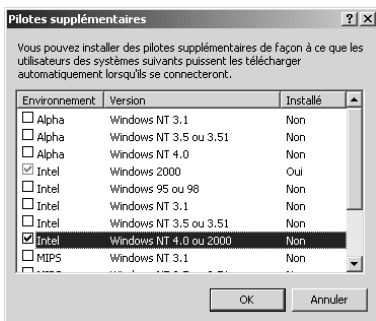 Pilotes supplémentaires
Vous pouvez installer des pilotes supplémentaires de façon à ce que les
utilisateurs des systèmes suivants puissent les télécharger
automatiquement lorsqu'ils se connecteront.
Environnement Version Installé
Alpha Windows NT 3.1 Non
Alpha Windows NT 3.5 ou 3.51 Non
Alpha Windows NT 4.0 Non
Intel Windows 2000 Oui
Intel Windows 95 ou 98 Non
Intel Windows NT 3.1 Non
Intel Windows NT 3.5 ou 3.51 Non
Intel Windows NT 4.0 ou 2000 Non
MIPS Windows NT 3.1 Non
OK Annuler